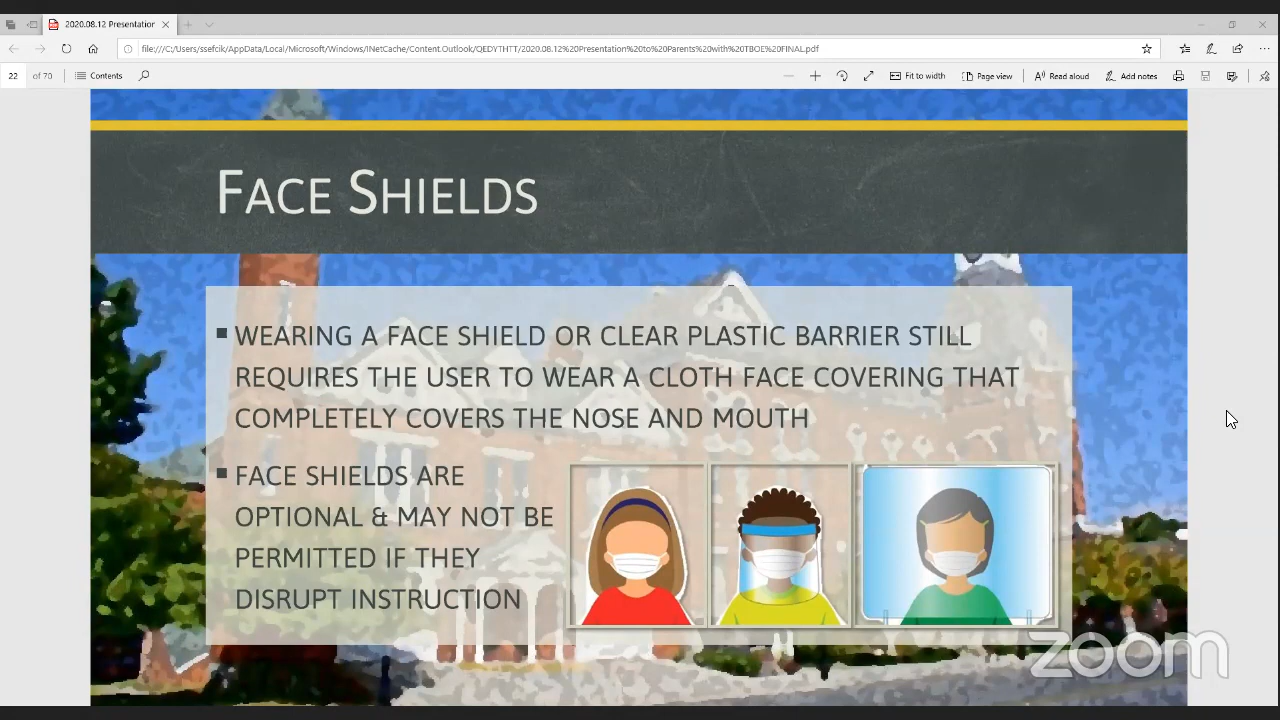 2020.08.12 Presentation
file:///C:/Users/ssefcik/AppData/Local/Microsoft/Windows/INetCache/Content.Outlook/QEDYTHTT/2020.08.12%20Presentation%20to%20Parents%20with%20TBOE%20FINAL.pdf
22 of 70 Contents Fit to width Page view Read aloud Add notes
FACE SHIELDS
WEARING A FACE SHIELD OR CLEAR PLASTIC BARRIER STILL
REQUIRES THE USER TO WEAR A CLOTH FACE COVERING THAT
COMPLETELY COVERS THE NOSE AND MOUTH
FACE SHIELDS ARE
OPTIONAL & MAY NOT BE
PERMITTED IF THEY
DISRUPT INSTRUCTION
zoom